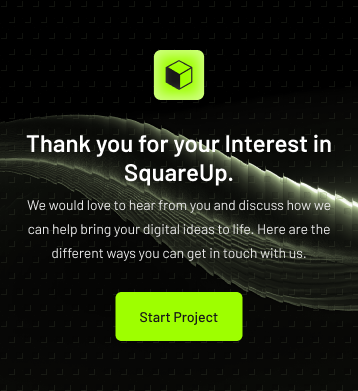 Thank you for your Interest in
SquareUp.
We would love to hear from you and discuss how we
can help bring your digital ideas to life. Here are the
different ways you can get in touch with us.
Start Project